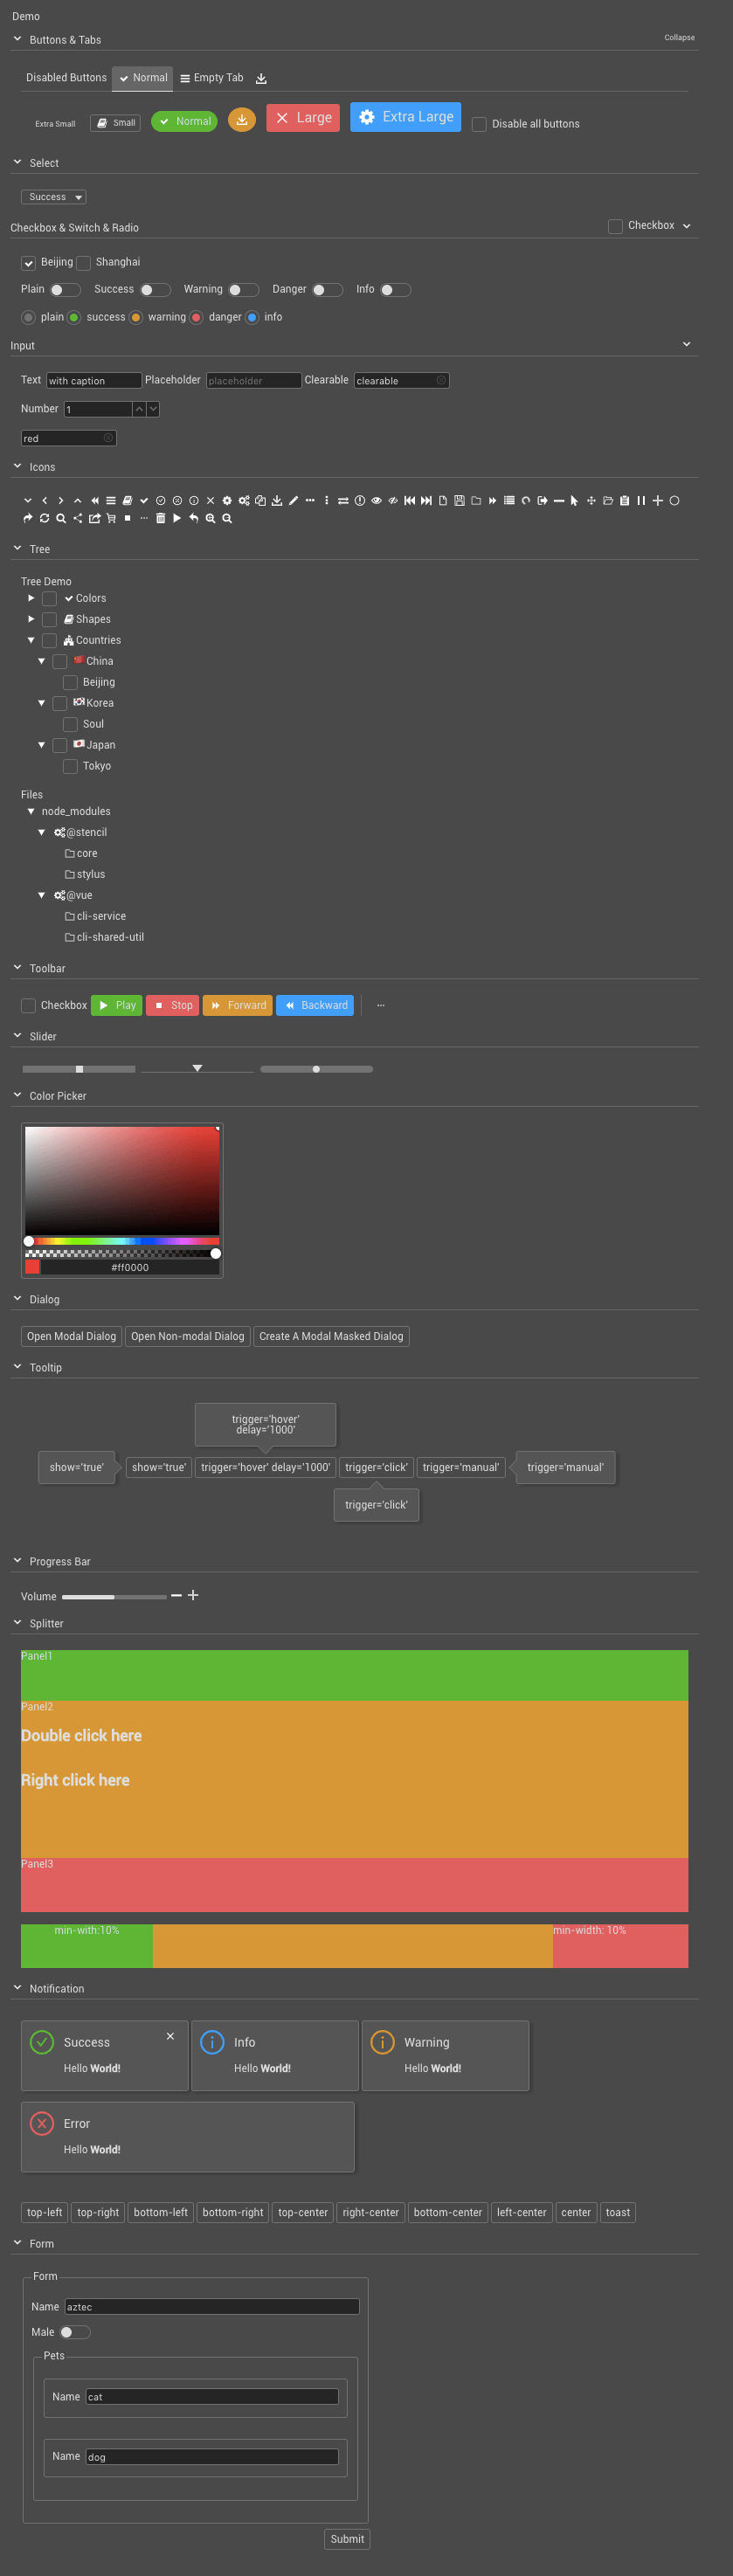 Demo
Buttons & Tabs Collapse
Disabled Buttons Normal Empty Tab
Extra Small Small Normal Large Extra Large Disable all buttons
Select
Success
Checkbox & Switch & Radio Checkbox
Beijing Shanghai
Plain Success Warning Danger Info
plain success warning danger info
Input
Text with caption Placeholder placeholder Clearable clearable
Number 1
red
Icons
Tree
Tree Demo
Colors
Shapes
Countries
China
Beijing
Korea
Soul
Japan
Tokyo
Files
node_modules
@stencil
core
stylus
@vue
cli-service
cli-shared-util
Toolbar
Checkbox Play Stop Forward Backward
Slider
Color Picker
#ff0000
Dialog
Open Modal Dialog Open Non-modal Dialog Create A Modal Masked Dialog
Tooltip
trigger='hover'
delay='1000'
show='true' show='true' trigger='hover' delay='1000' trigger='click' trigger='manual' trigger='manual'
trigger='click'
Progress Bar
Volume
Splitter
Panel1
Panel2
Double click here
Right click here
Panel3
min-with:10% min-width: 10%
Notification
Success Info Warning
Hello World! Hello World! Hello World!
Error
Hello World!
top-left top-right bottom-left bottom-right top-center right-center bottom-center left-center center toast
Form
Form
Name aztec
Male
Pets
Name cat
Name dog
Submit